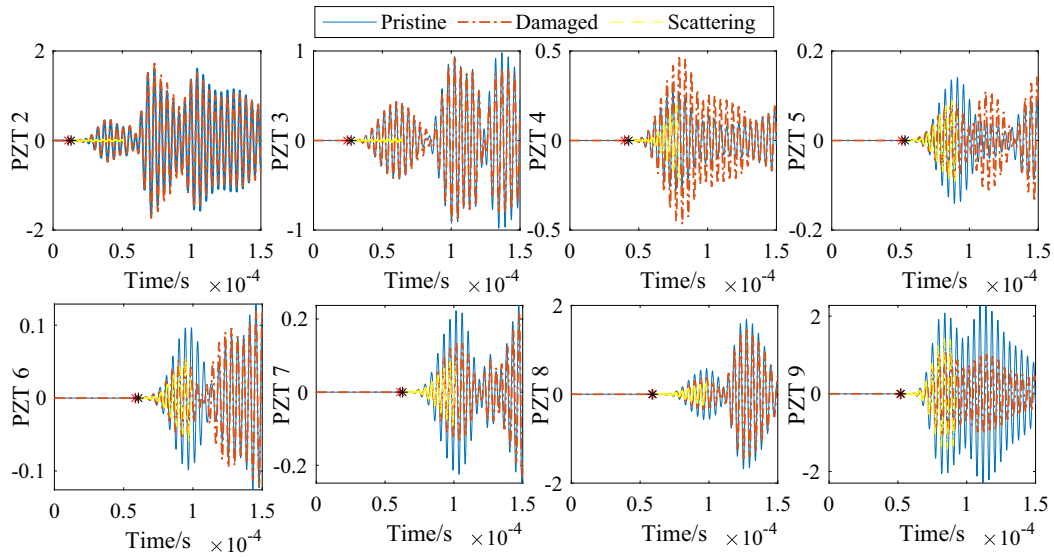 Pristine Damaged Scattering
2 1 0.5 0.2
PZT 2 0 PZT 3 0 PZT 4 0 PZT 5 0
-2 -1 -0.5 -0.2
0 0.5 1 1.5 0 0.5 1 1.5 0 0.5 1 1.5 0 0.5 1 1.5
Time/s ×10-4 Time/s ×10-4 Time/s ×10-4 Time/s ×10-4
0.1 0.2 2 2
PZT 6 0 PZT 7 0 PZT 8 0 PZT 9 0
-0.1 -0.2 -2 -2
0 0.5 1 1.5 0 0.5 1 1.5 0 0.5 1 1.5 0 0.5 1 1.5
Time/s ×10-4 Time/s ×10-4 Time/s ×10-4 Time/s ×10-4